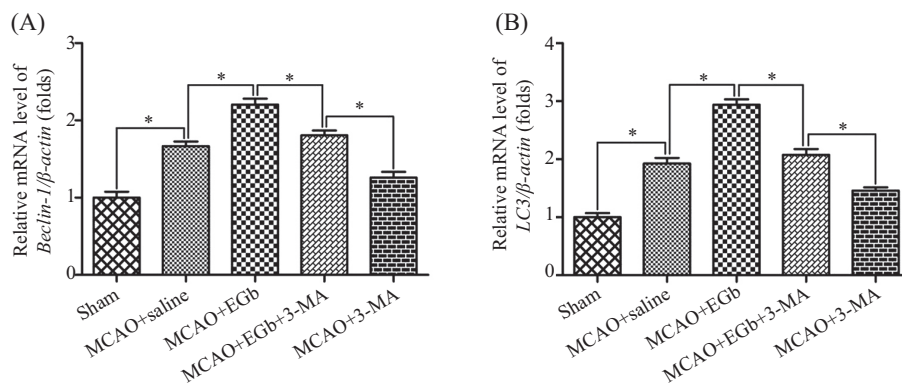 (A)
Relative mRNA level of
Beclin-1/β-actin (folds)
3
2
1
0
*
*
*
*
Sham
MCAO+saline
MCAO+EGb
MCAO+EGb+3-MA
MCAO+3-MA
(B)
Relative mRNA level of
LC3/β-actin (folds)
4
3
2
1
0
*
*
*
*
Sham
MCAO+saline
MCAO+EGb
MCAO+EGb+3-MA
MCAO+3-MA